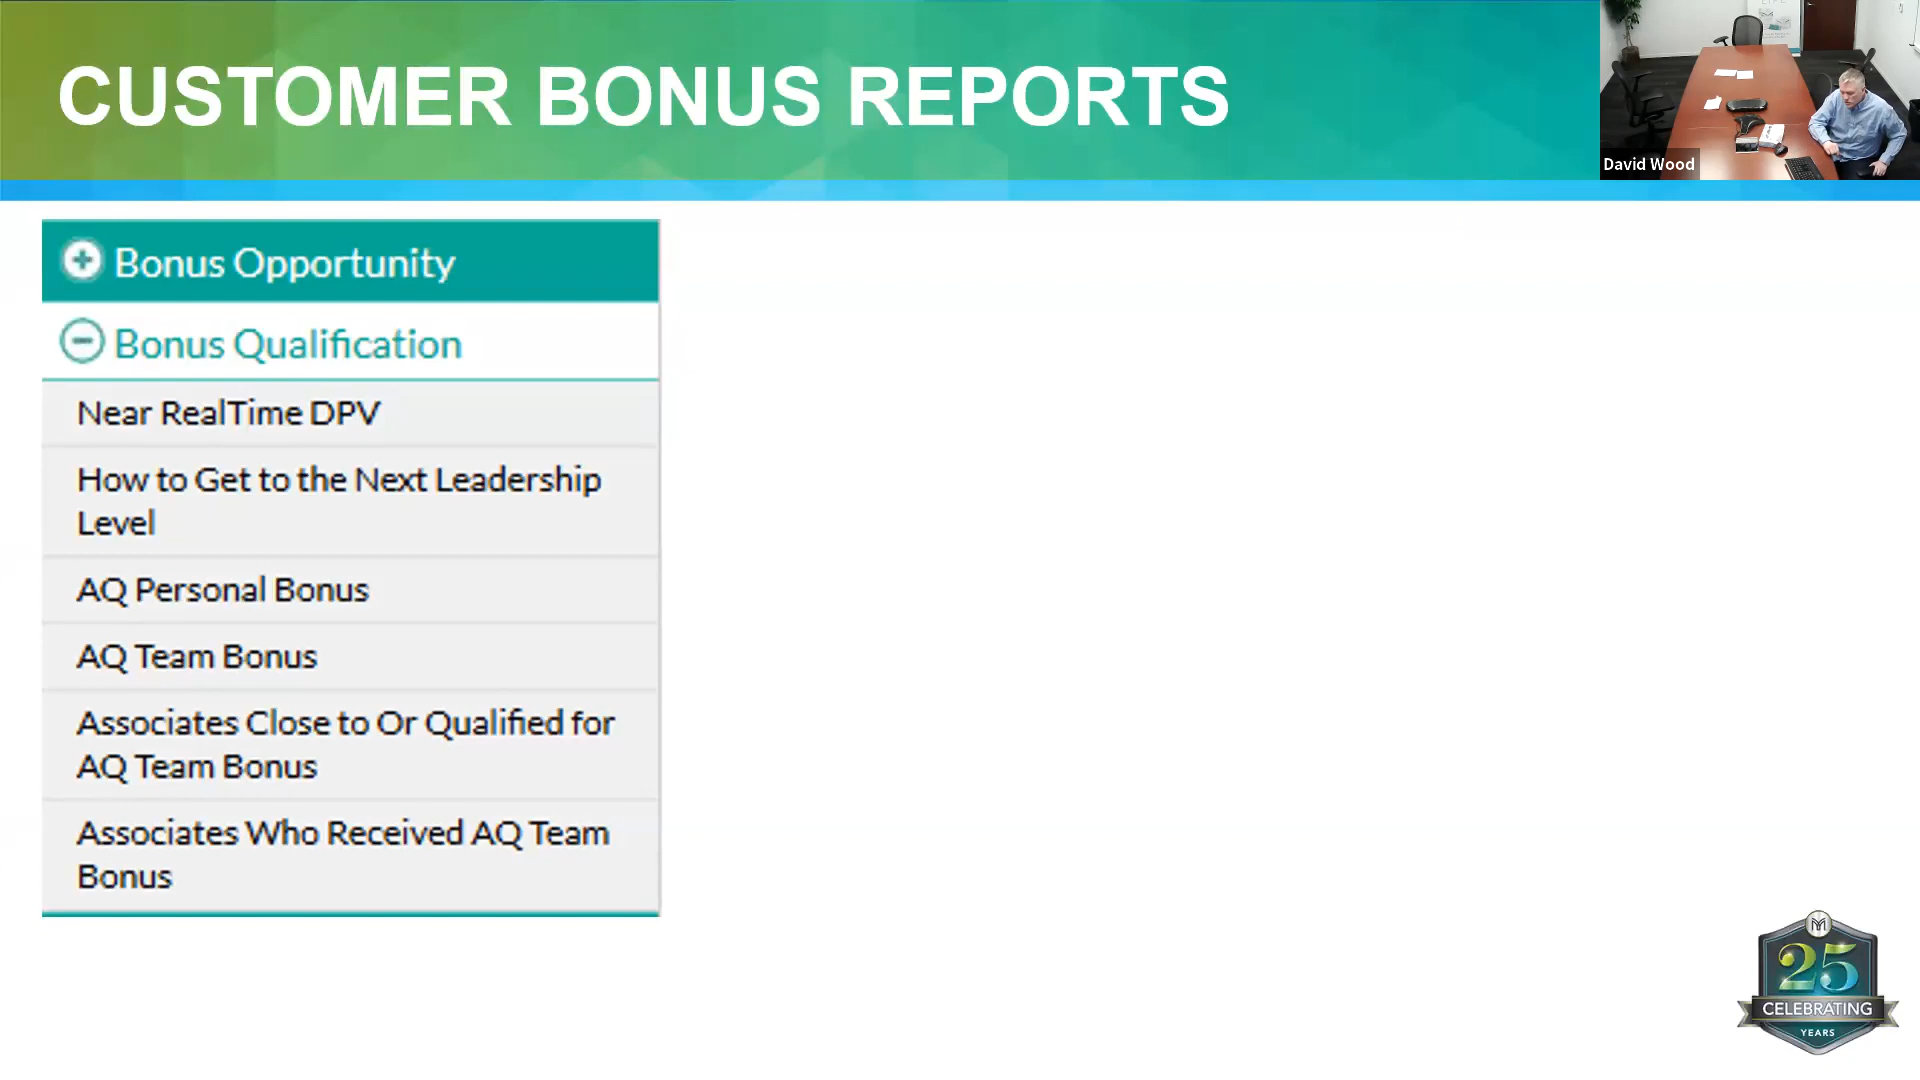 CUSTOMER BONUS REPORTS
David Wood
Bonus Opportunity
Bonus Qualification
Near RealTime DPV
How to Get to the Next Leadership
Level
AQ Personal Bonus
AQ Team Bonus
Associates Close to Or Qualified for
AQ Team Bonus
Associates Who Received AQ Team
Bonus
25
CELEBRATING
YEARS